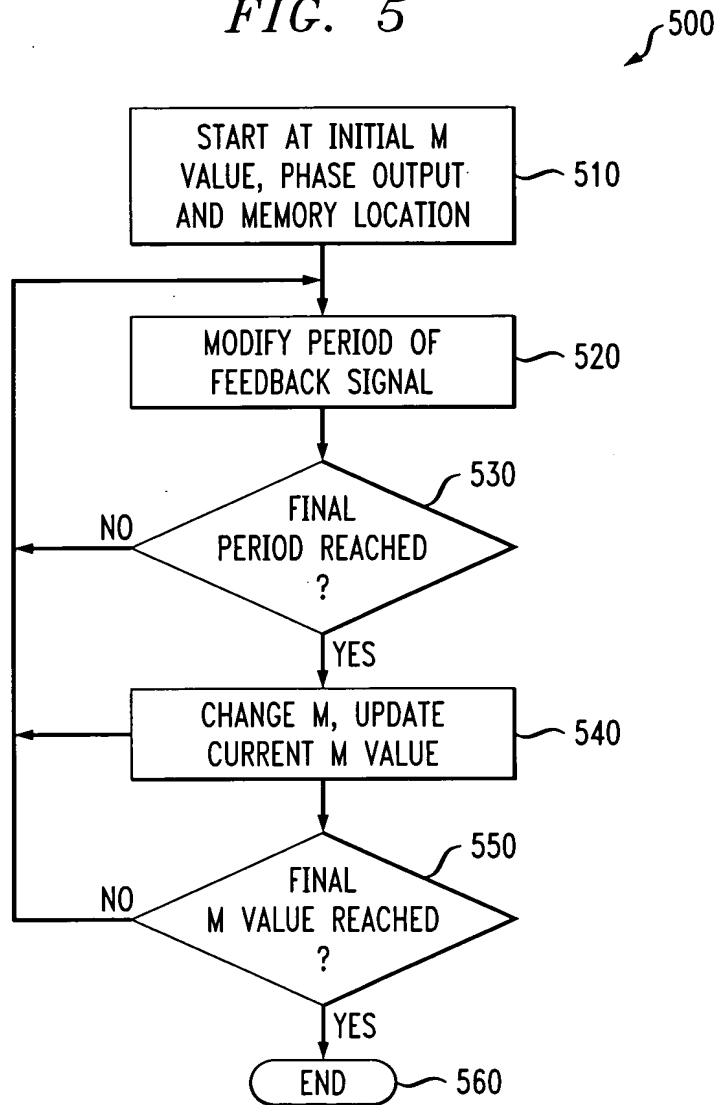 FIG. 5
500
START AT INITIAL M
VALUE, PHASE OUTPUT
AND MEMORY LOCATION
510
MODIFY PERIOD OF
FEEDBACK SIGNAL
520
530
FINAL
PERIOD REACHED
?
NO
YES
CHANGE M, UPDATE
CURRENT M VALUE
540
550
FINAL
M VALUE REACHED
?
NO
YES
END
560